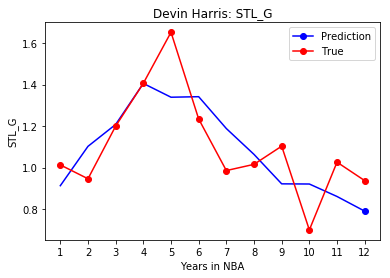 Devin Harris: STL_G
Prediction
True
1.6
1.4
1.2
1.0
0.8
STL_G
1 2 3 4 5 6 7 8 9 10 11 12
Years in NBA